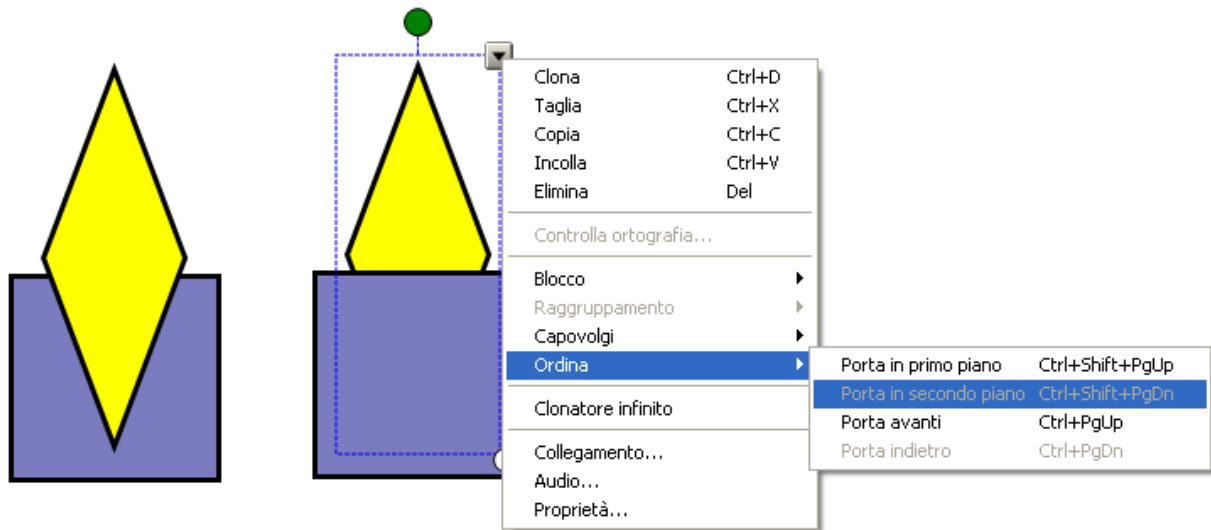 Clona Ctrl+D
Taglia Ctrl+X
Copia Ctrl+C
Incolla Ctrl+V
Elimina Del
Controlla ortografia...
Blocco
Raggruppamento
Capovolgi
Ordina
Porta in primo piano Ctrl+Shift+PgUp
Porta in secondo piano Ctrl+Shift+PgDn
Porta avanti Ctrl+PgUp
Porta indietro Ctrl+PgDn
Clonatore infinito
Collegamento...
Audio...
Proprietà...